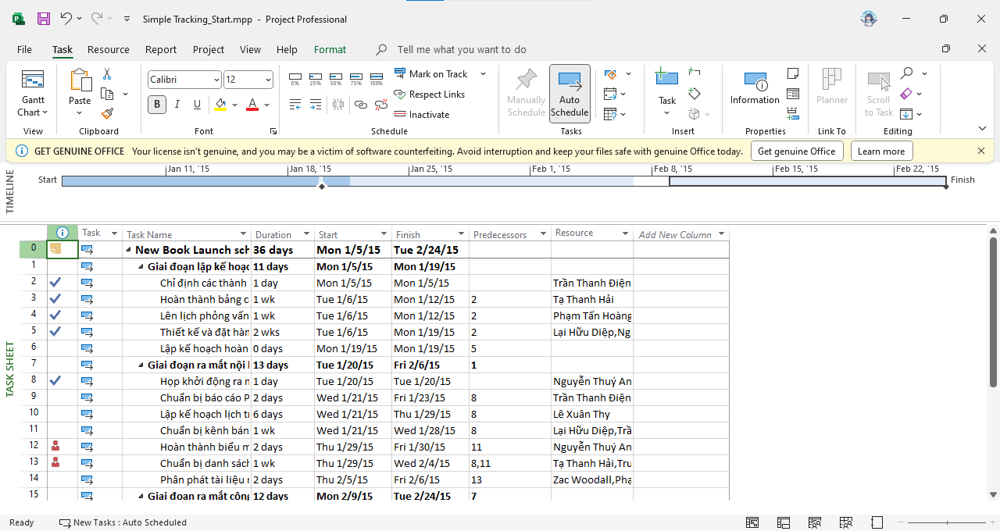 Simple Tracking_Start.mpp - Project Professional
File Task Resource Report Project View Help Format Tell me what you want to do
Gantt Chart
View
Paste
Clipboard
Calibri 12
B I U A
Font
0% 25% 50% 75% 100%
Mark on Track
Respect Links
Inactivate
Schedule
Manually Schedule
Auto Schedule
Tasks
Task
Insert
Information
Properties
Planner
Link To
Scroll to Task
Editing
GET GENUINE OFFICE Your license isn't genuine, and you may be a victim of software counterfeiting. Avoid interruption and keep your files safe with genuine Office today. Get genuine Office Learn more
TIMELINE
Jan 11, '15 Jan 18, '15 Jan 25, '15 Feb 1, '15 Feb 8, '15 Feb 15, '15 Feb 22, '15
Start Finish
TASK SHEET
Task Task Name Duration Start Finish Predecessors Resource Add New Column
0 New Book Launch sch 36 days Mon 1/5/15 Tue 2/24/15
1 Giai đoạn lập kế hoạc 11 days Mon 1/5/15 Mon 1/19/15
2 Chỉ định các thành 1 day Mon 1/5/15 Mon 1/5/15 Trần Thanh Điện
3 Hoàn thành bảng c 1 wk Tue 1/6/15 Mon 1/12/15 2 Tạ Thanh Hải
4 Lên lịch phỏng vấn 1 wk Tue 1/6/15 Mon 1/12/15 2 Phạm Tấn Hoàng
5 Thiết kế và đặt hàn 2 wks Tue 1/6/15 Mon 1/19/15 2 Lại Hữu Diệp,Ng
6 Lập kế hoạch hoàn 0 days Mon 1/19/15 Mon 1/19/15 5
7 Giai đoạn ra mắt nội 13 days Tue 1/20/15 Fri 2/6/15 1
8 Họp khởi động ra 1 day Tue 1/20/15 Tue 1/20/15 Nguyễn Thuý An
9 Chuẩn bị báo cáo P 2 days Wed 1/21/15 Fri 1/23/15 8 Trần Thanh Điện
10 Lập kế hoạch lịch tr 6 days Wed 1/21/15 Thu 1/29/15 8 Lê Xuân Thy
11 Chuẩn bị kênh bán 1 wk Wed 1/21/15 Wed 1/28/15 8 Lại Hữu Diệp,Trầ
12 Hoàn thành biểu m 2 days Thu 1/29/15 Fri 1/30/15 11 Nguyễn Thuý An
13 Chuẩn bị danh sách 1 wk Thu 1/29/15 Wed 2/4/15 8,11 Tạ Thanh Hải,Tru
14 Phân phát tài liệu 2 days Thu 2/5/15 Fri 2/6/15 13 Zac Woodall,Phạ
15 Giai đoạn ra mắt công 12 days Mon 2/9/15 Tue 2/24/15 7
Ready New Tasks : Auto Scheduled